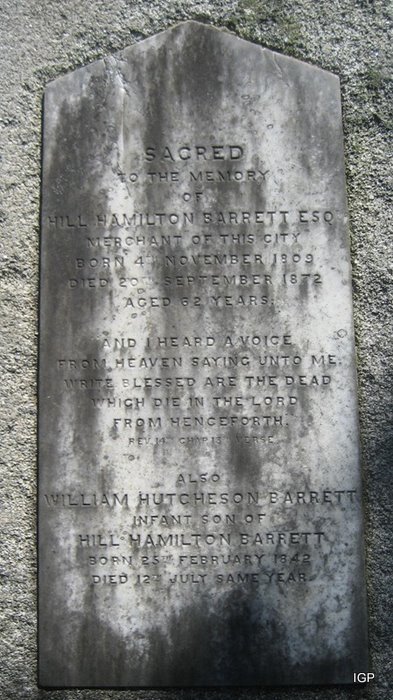 SACRED
TO THE MEMORY
OF
HILL HAMILTON BARRETT ESQR
MERCHANT OF THIS CITY
BORN 4TH NOVEMBER 1809
DIED 20TH SEPTEMBER 1872
AGED 62 YEARS.
AND I HEARD A VOICE
FROM HEAVEN SAYING UNTO ME,
WRITE BLESSED ARE THE DEAD
WHICH DIE IN THE LORD
FROM HENCEFORTH.
REV. 14TH CHAP. 13TH VERSE.
ALSO
WILLIAM HUTCHESON BARRETT
INFANT SON OF
HILL HAMILTON BARRETT
BORN 25TH FEBRUARY 1842
DIED 12TH JULY SAME YEAR
IGP